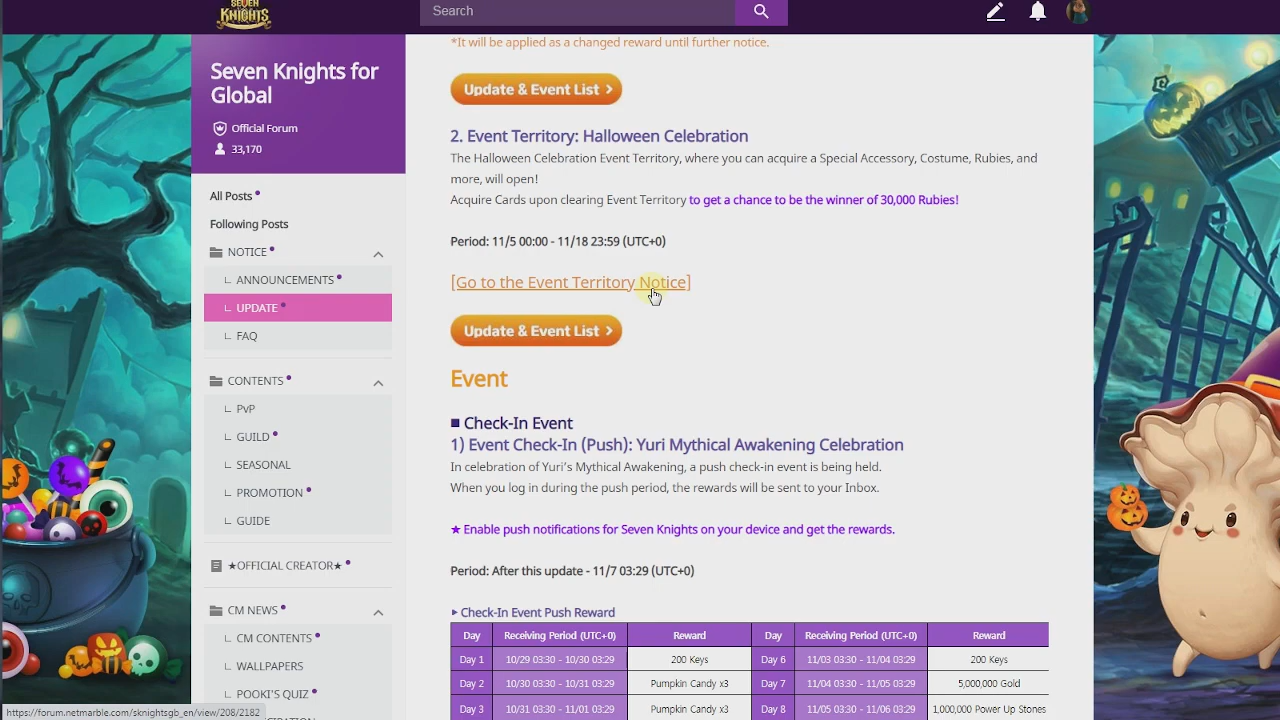 SEVEN
KNIGHTS
Search
Seven Knights for
Global
Official Forum
33,170
All Posts
Following Posts
NOTICE
ANNOUNCEMENTS
UPDATE
FAQ
CONTENTS
PvP
GUILD
SEASONAL
PROMOTION
GUIDE
★OFFICIAL CREATOR★
CM NEWS
CM CONTENTS
WALLPAPERS
POOKI'S QUIZ
https://forum.netmarble.com/sknightsgb_en/view/208/2182
*It will be applied as a changed reward until further notice.
Update & Event List >
2. Event Territory: Halloween Celebration
The Halloween Celebration Event Territory, where you can acquire a Special Accessory, Costume, Rubies, and
more, will open!
Acquire Cards upon clearing Event Territory to get a chance to be the winner of 30,000 Rubies!
Period: 11/5 00:00 - 11/18 23:59 (UTC+0)
[Go to the Event Territory Notice]
Update & Event List >
Event
■ Check-In Event
1) Event Check-In (Push): Yuri Mythical Awakening Celebration
In celebration of Yuri's Mythical Awakening, a push check-in event is being held.
When you log in during the push period, the rewards will be sent to your Inbox.
★ Enable push notifications for Seven Knights on your device and get the rewards.
Period: After this update - 11/7 03:29 (UTC+0)
▸ Check-In Event Push Reward
Day Receiving Period (UTC+0) Reward Day Receiving Period (UTC+0) Reward
Day 1 10/29 03:30 - 10/30 03:29 200 Keys Day 6 11/03 03:30 - 11/04 03:29 200 Keys
Day 2 10/30 03:30 - 10/31 03:29 Pumpkin Candy x3 Day 7 11/04 03:30 - 11/05 03:29 5,000,000 Gold
Day 3 10/31 03:30 - 11/01 03:29 Pumpkin Candy x3 Day 8 11/05 03:30 - 11/06 03:29 1,000,000 Power Up Stones